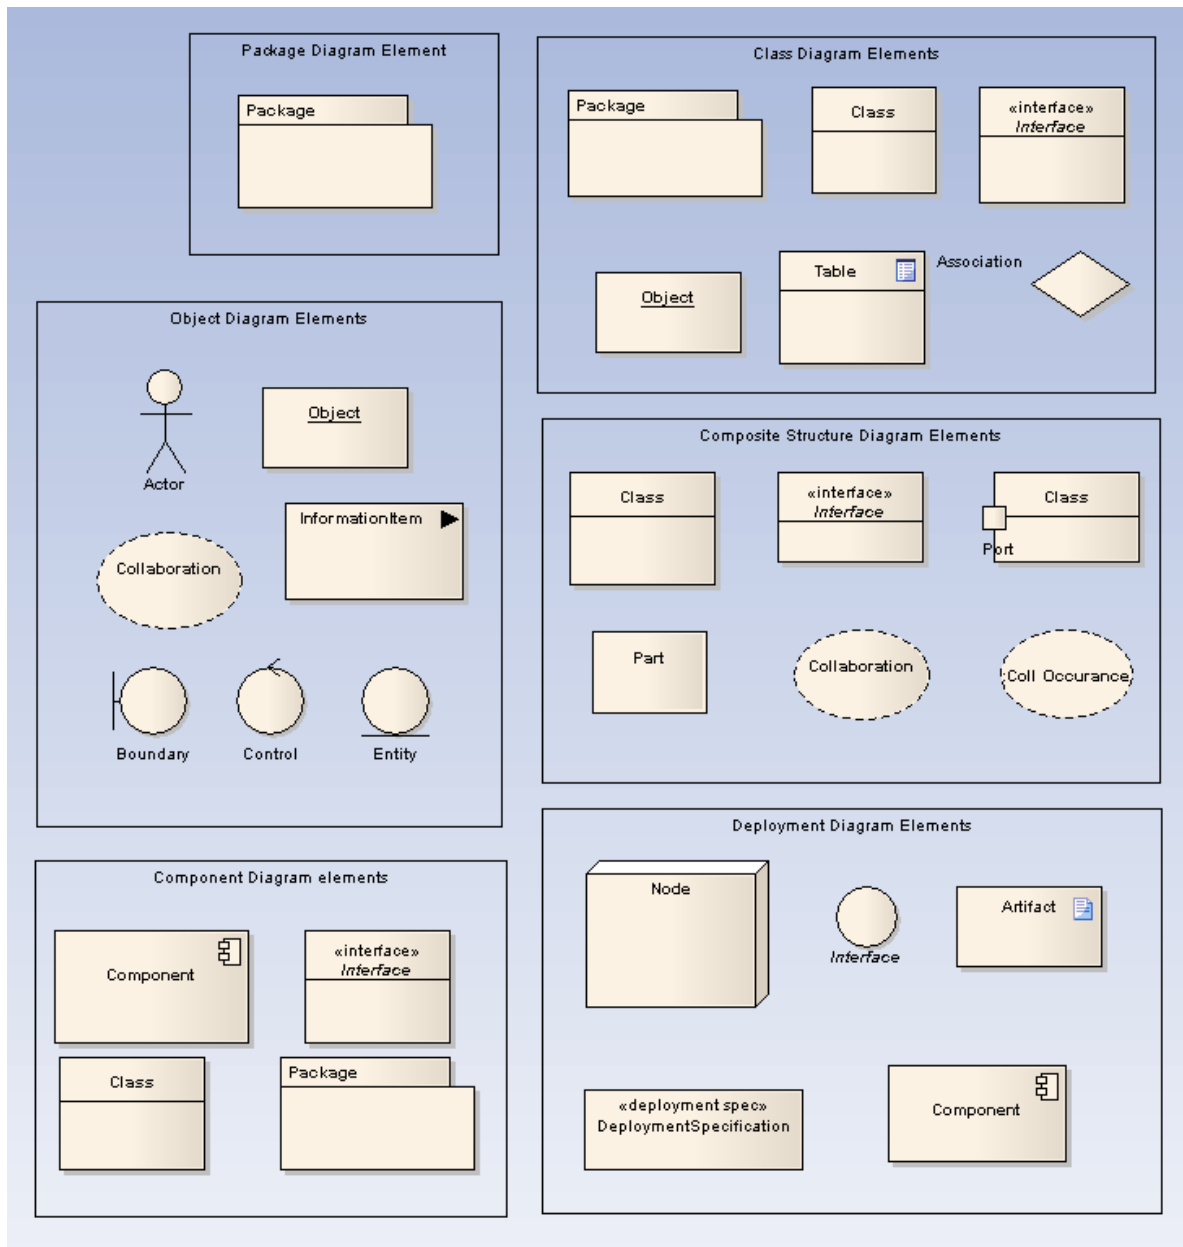 Package Diagram Element
Package
Class Diagram Elements
Package
Class
«interface»
Interface
Object
Table
Association
Object Diagram Elements
Actor
Object
InformationItem
Collaboration
Boundary
Control
Entity
Composite Structure Diagram Elements
Class
«interface»
Interface
Class
Port
Part
Collaboration
Coll Occurance
Component Diagram elements
Component
«interface»
Interface
Class
Package
Deployment Diagram Elements
Node
Interface
Artifact
«deployment spec»
DeploymentSpecification
Component